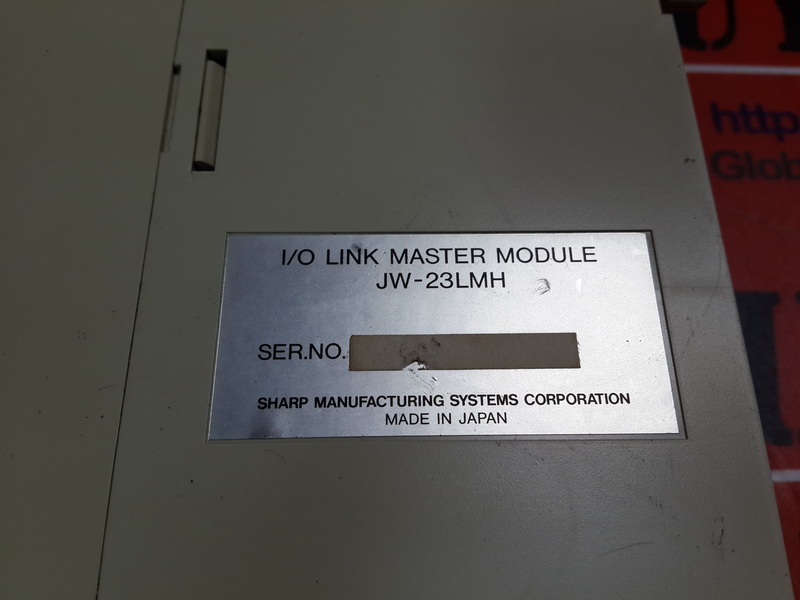 I/O LINK MASTER MODULE
JW-23LMH
SER.NO.
SHARP MANUFACTURING SYSTEMS CORPORATION
MADE IN JAPAN
http
Glob